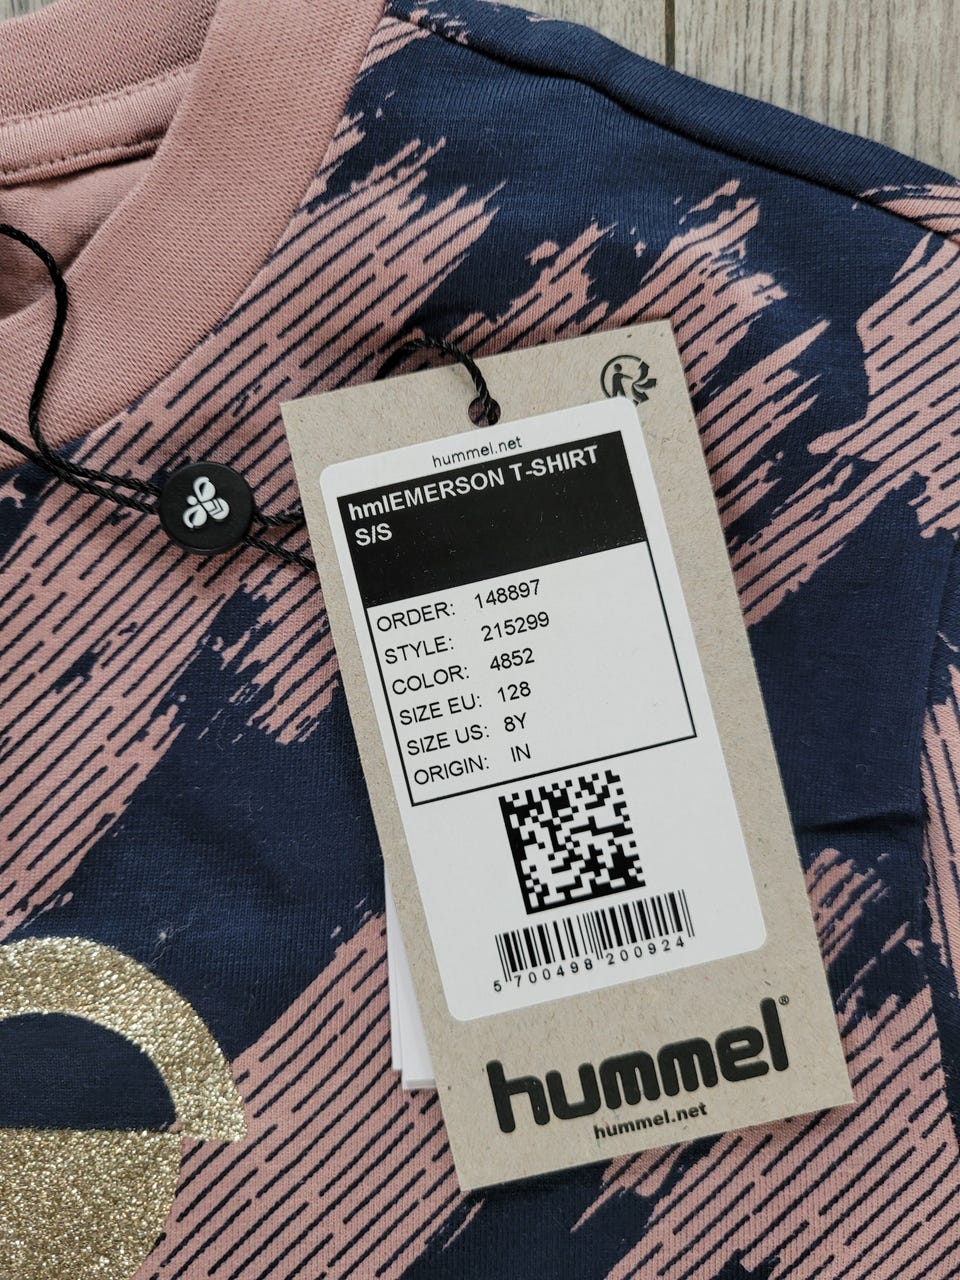 hummel.net
hmlEMERSON T-SHIRT
S/S
ORDER: 148897
STYLE: 215299
COLOR: 4852
SIZE EU: 128
SIZE US: 8Y
ORIGIN: IN
5 700498 200924
hummel®
hummel.net